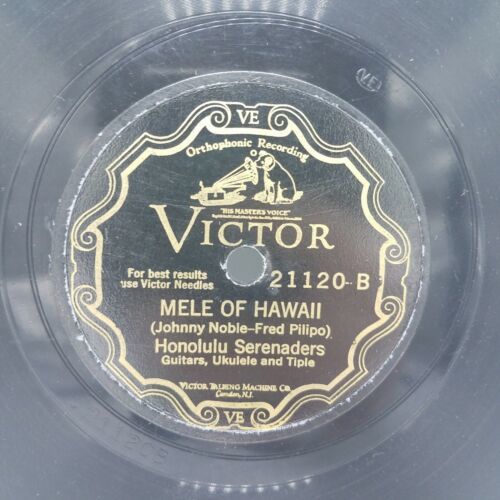 VE
VE
Orthophonic Recording
"HIS MASTER'S VOICE"
VICTOR
For best results
use Victor Needles
21120-B
MELE OF HAWAII
(Johnny Noble-Fred Pilipo)
Honolulu Serenaders
Guitars, Ukulele and Tiple
VICTOR TALKING MACHINE CO.
Camden, N.J.
VE